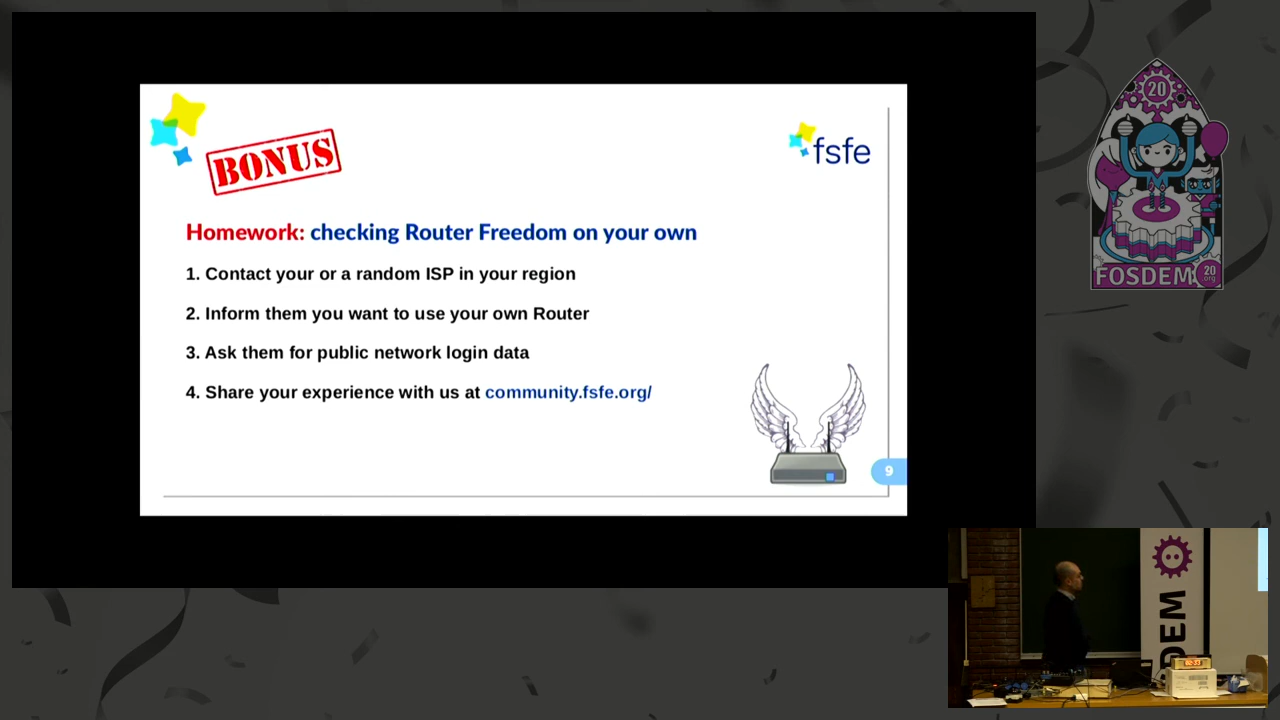 BONUS
fsfe
Homework: checking Router Freedom on your own
1. Contact your or a random ISP in your region
2. Inform them you want to use your own Router
3. Ask them for public network login data
4. Share your experience with us at community.fsfe.org/
9
20
FOSDEM
20
org
DEM